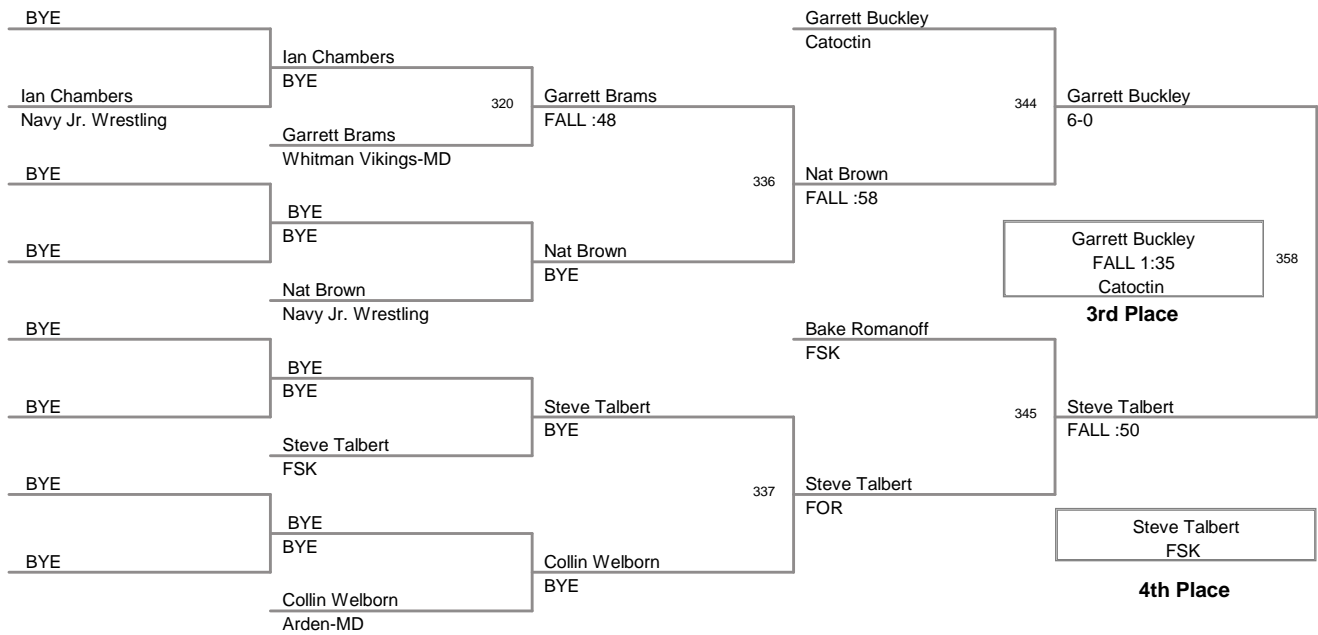 BYE
Ian Chambers
Navy Jr. Wrestling
BYE
BYE
BYE
BYE
BYE
BYE
Ian Chambers
BYE
320
Garrett Brams
Whitman Vikings-MD
BYE
BYE
Nat Brown
Navy Jr. Wrestling
BYE
BYE
Steve Talbert
FSK
BYE
BYE
Collin Welborn
Arden-MD
Garrett Brams
FALL :48
336
Nat Brown
BYE
Steve Talbert
BYE
337
Collin Welborn
BYE
Garrett Buckley
Catoctin
344
Nat Brown
FALL :58
Bake Romanoff
FSK
345
Steve Talbert
FOR
Garrett Buckley
6-0
Garrett Buckley
FALL 1:35
Catoctin
358
3rd Place
Steve Talbert
FALL :50
Steve Talbert
FSK
4th Place